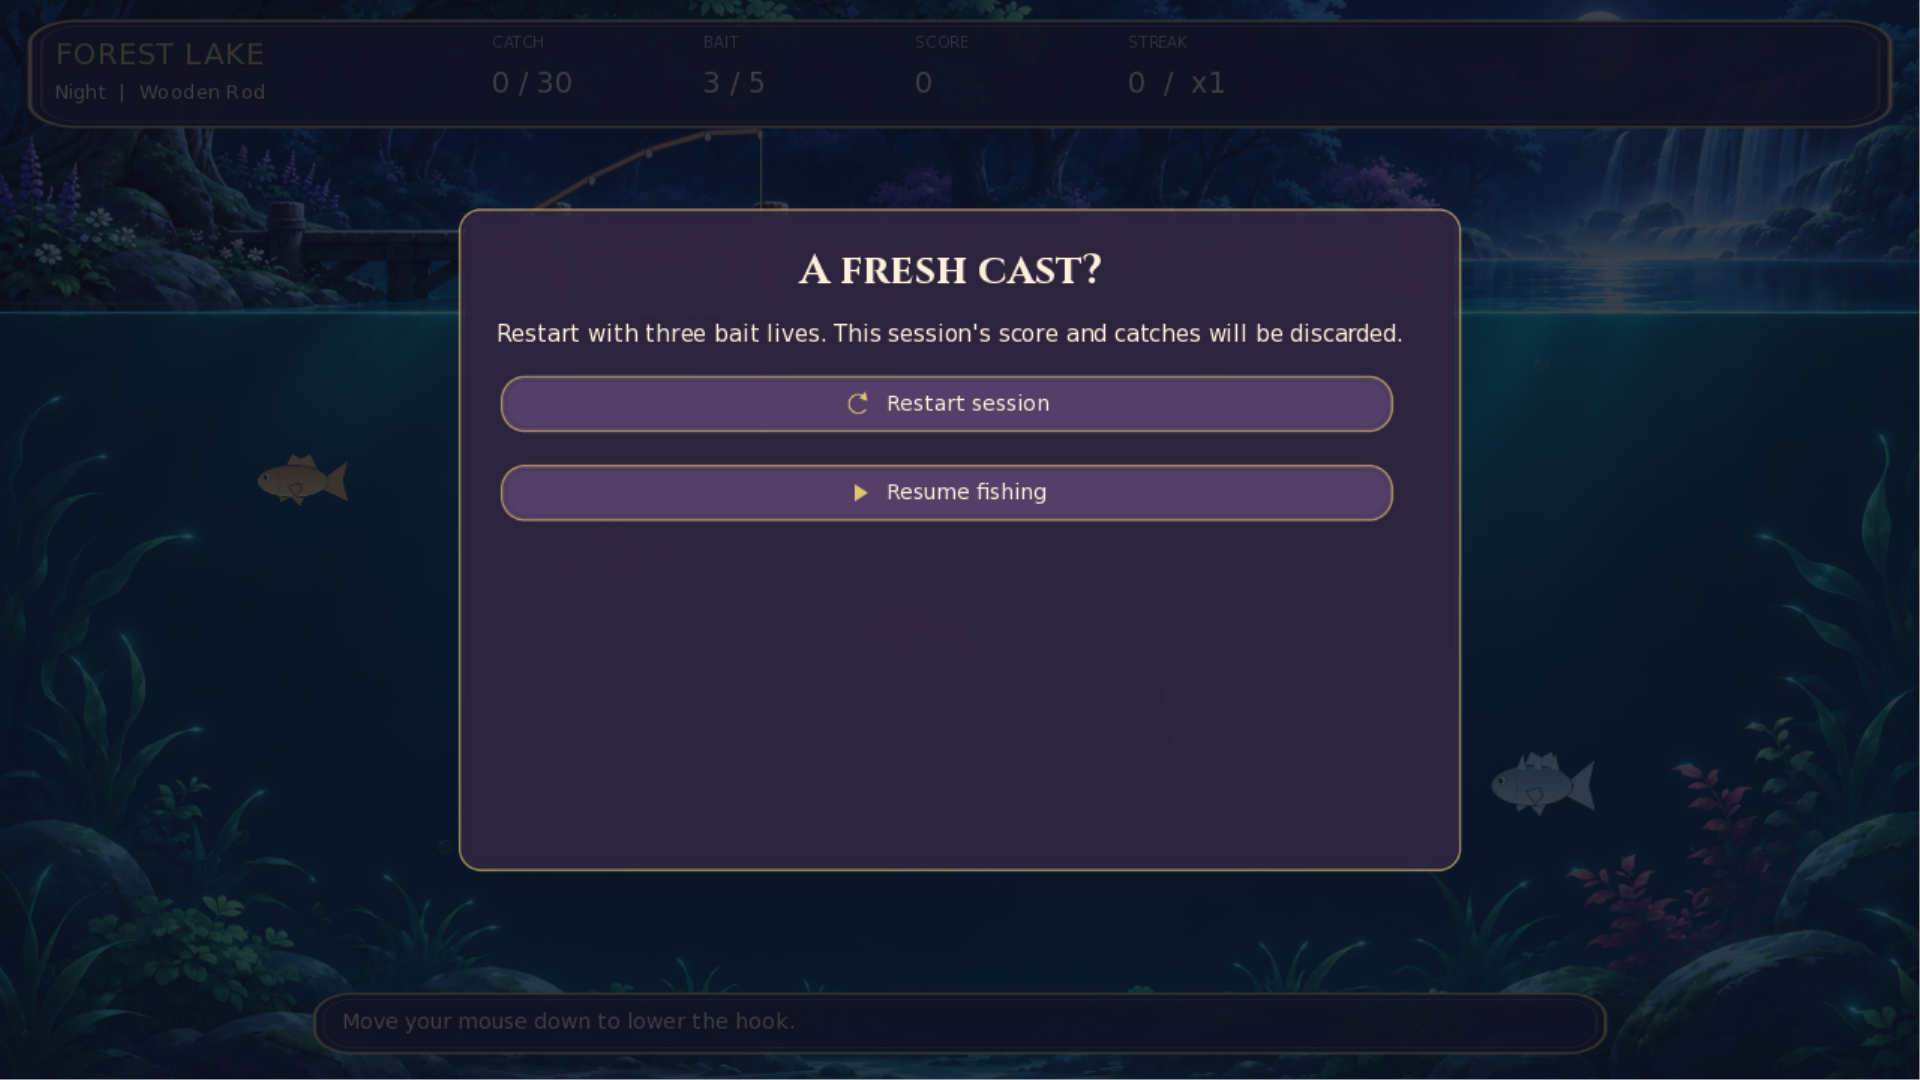 FOREST LAKE
Night | Wooden Rod
CATCH
0 / 30
BAIT
3 / 5
SCORE
0
STREAK
0 / x1
A FRESH CAST?
Restart with three bait lives. This session's score and catches will be discarded.
Restart session
Resume fishing
Move your mouse down to lower the hook.